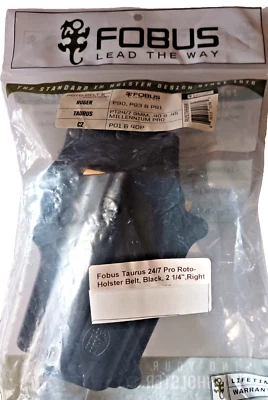 FOBUS
LEAD THE WAY
THE STANDARD IN HOLSTER DESIGN SINCE
FOBUS
RUGER
P90, P93 & P91
TAURUS
PT24/7 9MM, 40 & 45
MILLENNIUM PRO
CZ
P01 & 40P
Fobus Taurus 24/7 Pro Roto-
Holster Belt, Black, 2 1/4",Right
LIFETIME
WARRAN